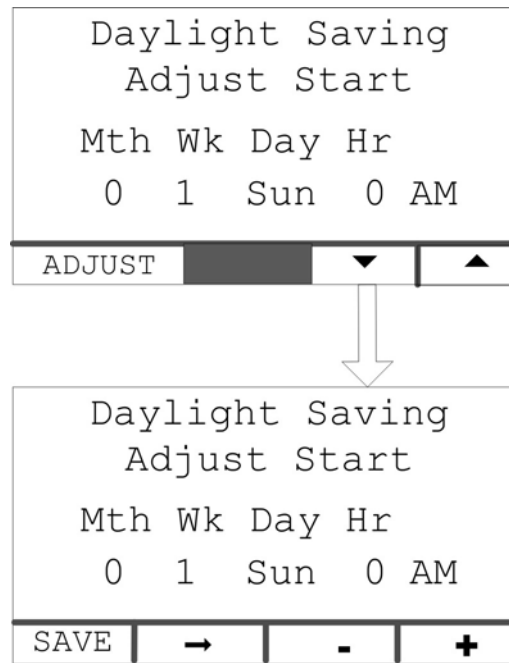 Daylight Saving
Adjust Start
Mth Wk Day Hr
0 1 Sun 0 AM
ADJUST ▼ ▲
Daylight Saving
Adjust Start
Mth Wk Day Hr
0 1 Sun 0 AM
SAVE → - +